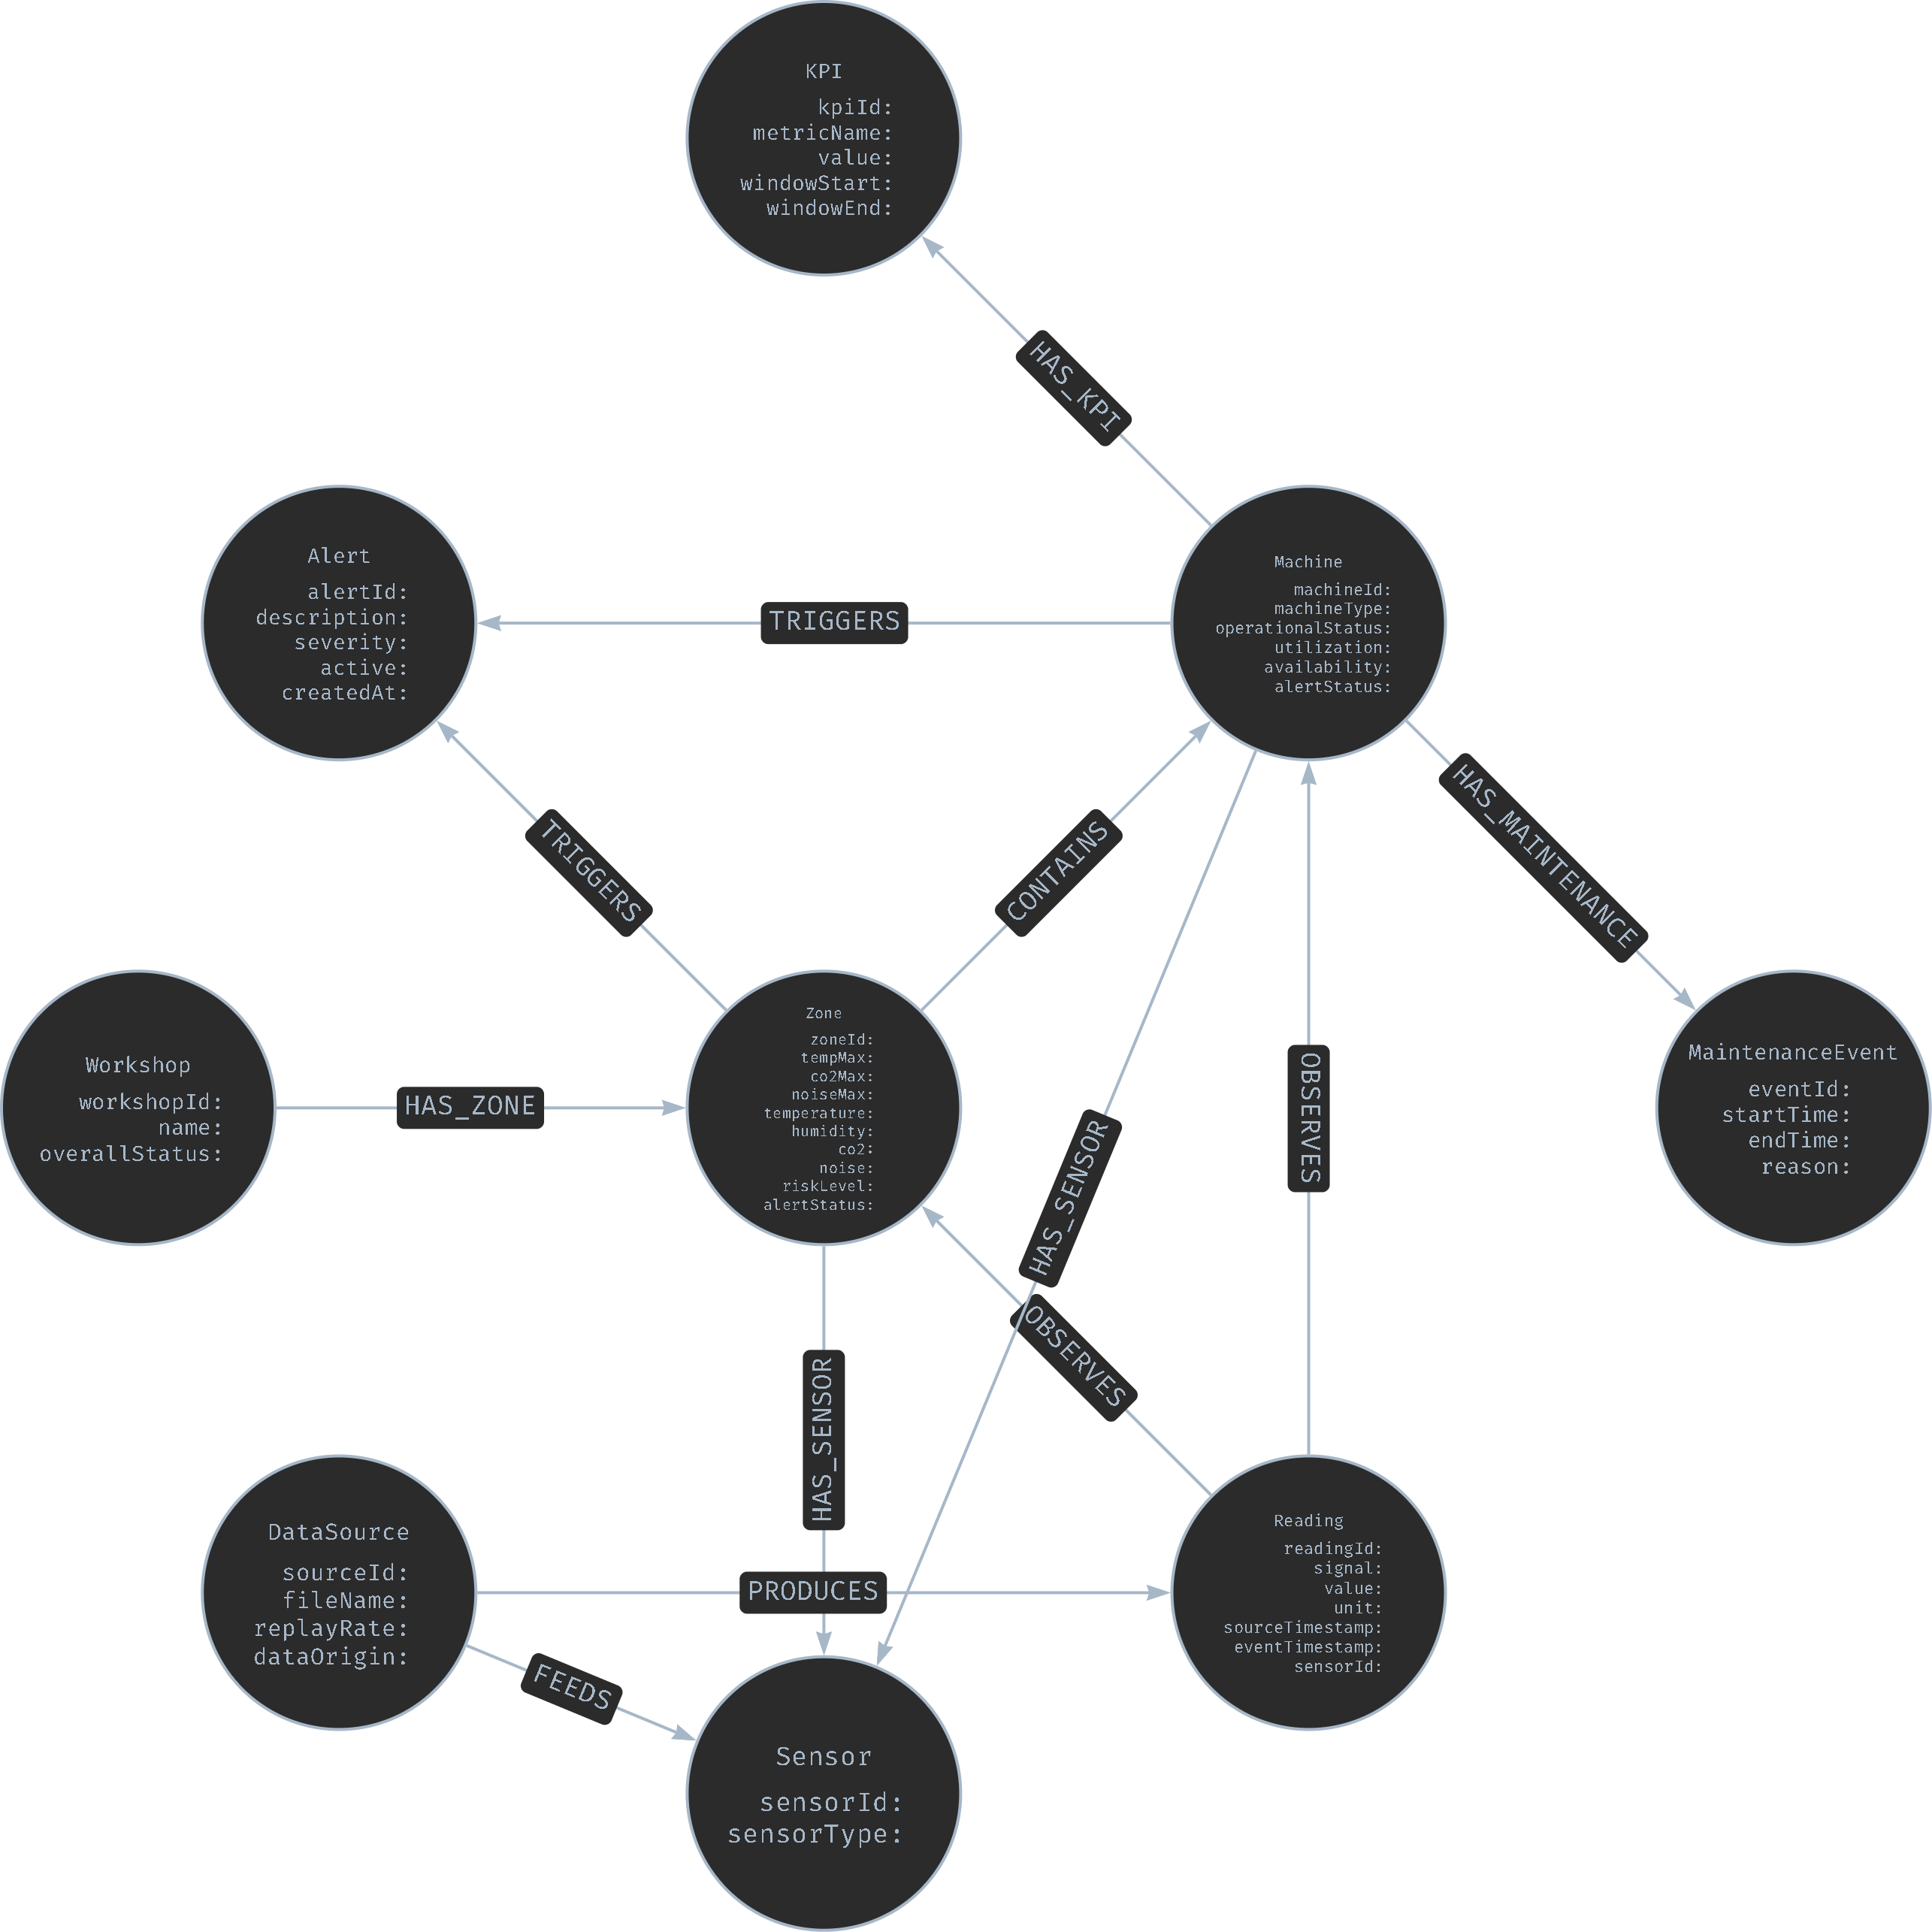 KPI
kpiId:
metricName:
value:
windowStart:
windowEnd:
HAS_KPI
Alert
alertId:
description:
severity:
active:
createdAt:
TRIGGERS
Machine
machineId:
machineType:
operationalStatus:
utilization:
availability:
alertStatus:
TRIGGERS
CONTAINS
HAS_MAINTENANCE
Workshop
workshopId:
name:
overallStatus:
HAS_ZONE
Zone
zoneId:
tempMax:
co2Max:
noiseMax:
temperature:
humidity:
co2:
noise:
riskLevel:
alertStatus:
HAS_SENSOR
OBSERVES
MaintenanceEvent
eventId:
startTime:
endTime:
reason:
OBSERVES
HAS_SENSOR
DataSource
sourceId:
fileName:
replayRate:
dataOrigin:
PRODUCES
Reading
readingId:
signal:
value:
unit:
sourceTimestamp:
eventTimestamp:
sensorId:
FEEDS
Sensor
sensorId:
sensorType: